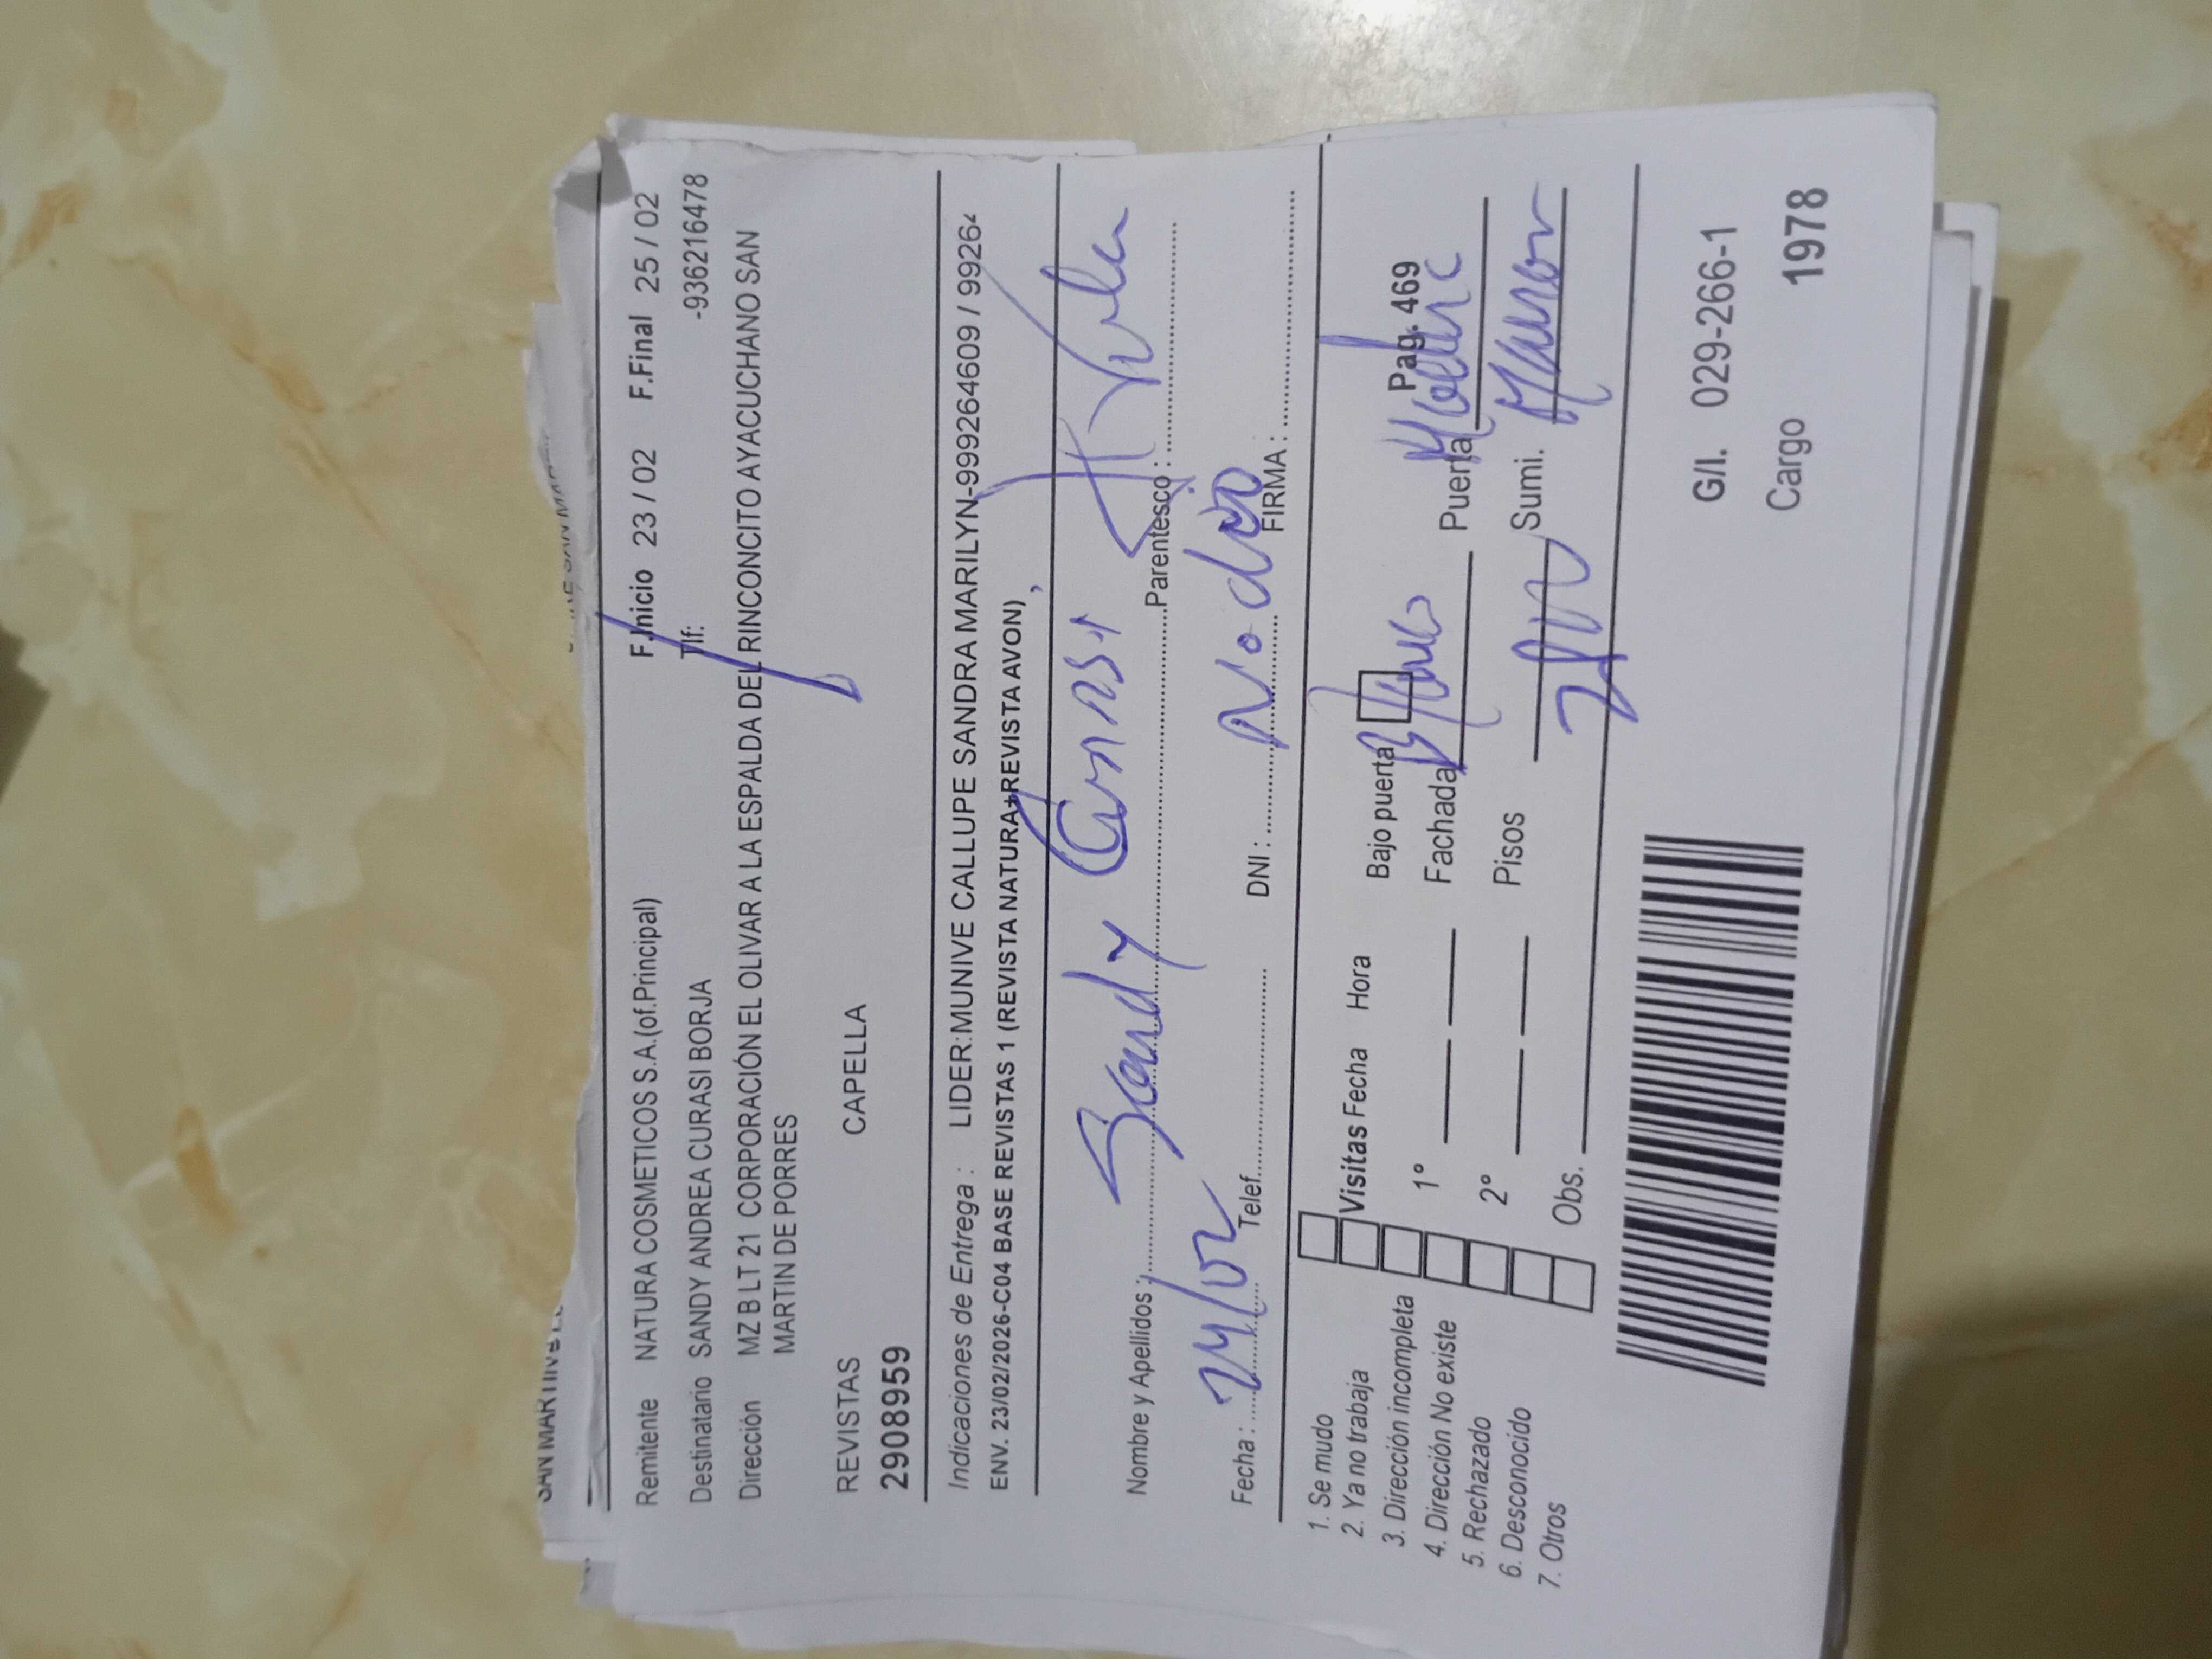 Remitente NATURA COSMETICOS S.A.(of.Principal) F.Inicio 23 / 02 F.Final 25 / 02
Destinatario SANDY ANDREA CURASI BORJA Tlf: -936216478
Dirección MZ B LT 21 CORPORACIÓN EL OLIVAR A LA ESPALDA DEL RINCONCITO AYACUCHANO SAN
MARTIN DE PORRES
REVISTAS CAPELLA
2908959
Indicaciones de Entrega : LIDER:MUNIVE CALLUPE SANDRA MARILYN-999264609 / 99264
ENV. 23/02/2026-C04 BASE REVISTAS 1 (REVISTA NATURA+REVISTA AVON)
Nombre y Apellidos : Sandy Curasi Parentesco :
Fecha : 24/02 Telef. DNI : No dio FIRMA :
1. Se mudo
2. Ya no trabaja
3. Dirección incompleta
4. Dirección No existe
5. Rechazado
6. Desconocido
7. Otros
Visitas Fecha Hora
1°
2°
Obs.
Bajo puerta Pag. 469
Fachada Blanco Puerta
Pisos Sumi. Marron
G/I. 029-266-1
Cargo 1978